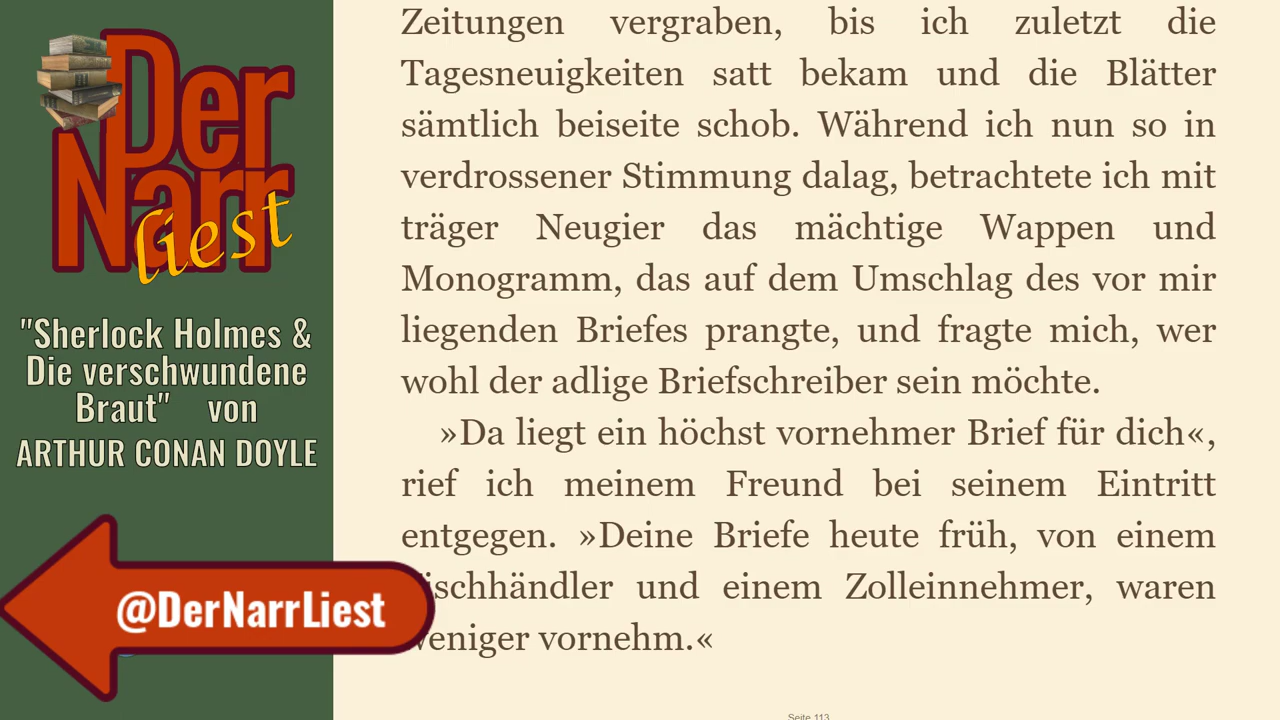 Der
Narr
liest
"Sherlock Holmes &
Die verschwundene
Braut" von
ARTHUR CONAN DOYLE
@DerNarrLiest
Zeitungen vergraben, bis ich zuletzt die
Tagesneuigkeiten satt bekam und die Blätter
sämtlich beiseite schob. Während ich nun so in
verdrossener Stimmung dalag, betrachtete ich mit
träger Neugier das mächtige Wappen und
Monogramm, das auf dem Umschlag des vor mir
liegenden Briefes prangte, und fragte mich, wer
wohl der adlige Briefschreiber sein möchte.
»Da liegt ein höchst vornehmer Brief für dich«,
rief ich meinem Freund bei seinem Eintritt
entgegen. »Deine Briefe heute früh, von einem
Fischhändler und einem Zolleinnehmer, waren
weniger vornehm.«
Seite 113